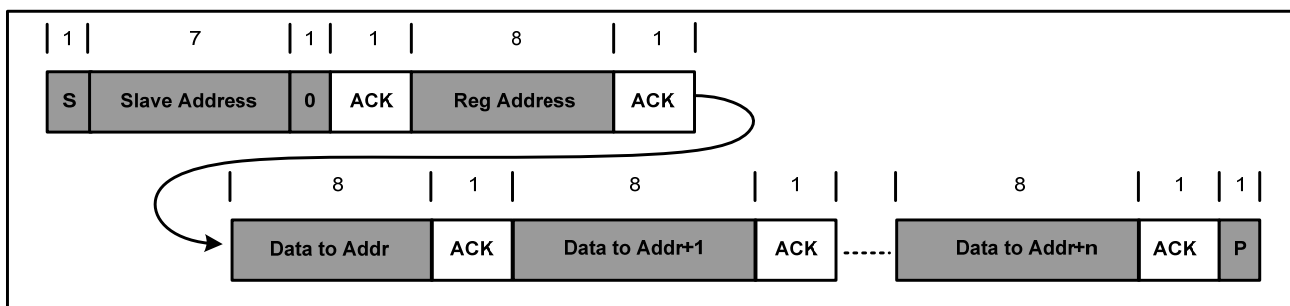 1 7 1 1 8 1
S Slave Address 0 ACK Reg Address ACK
8 1 8 1 8 1 1
Data to Addr ACK Data to Addr+1 ACK Data to Addr+n ACK P